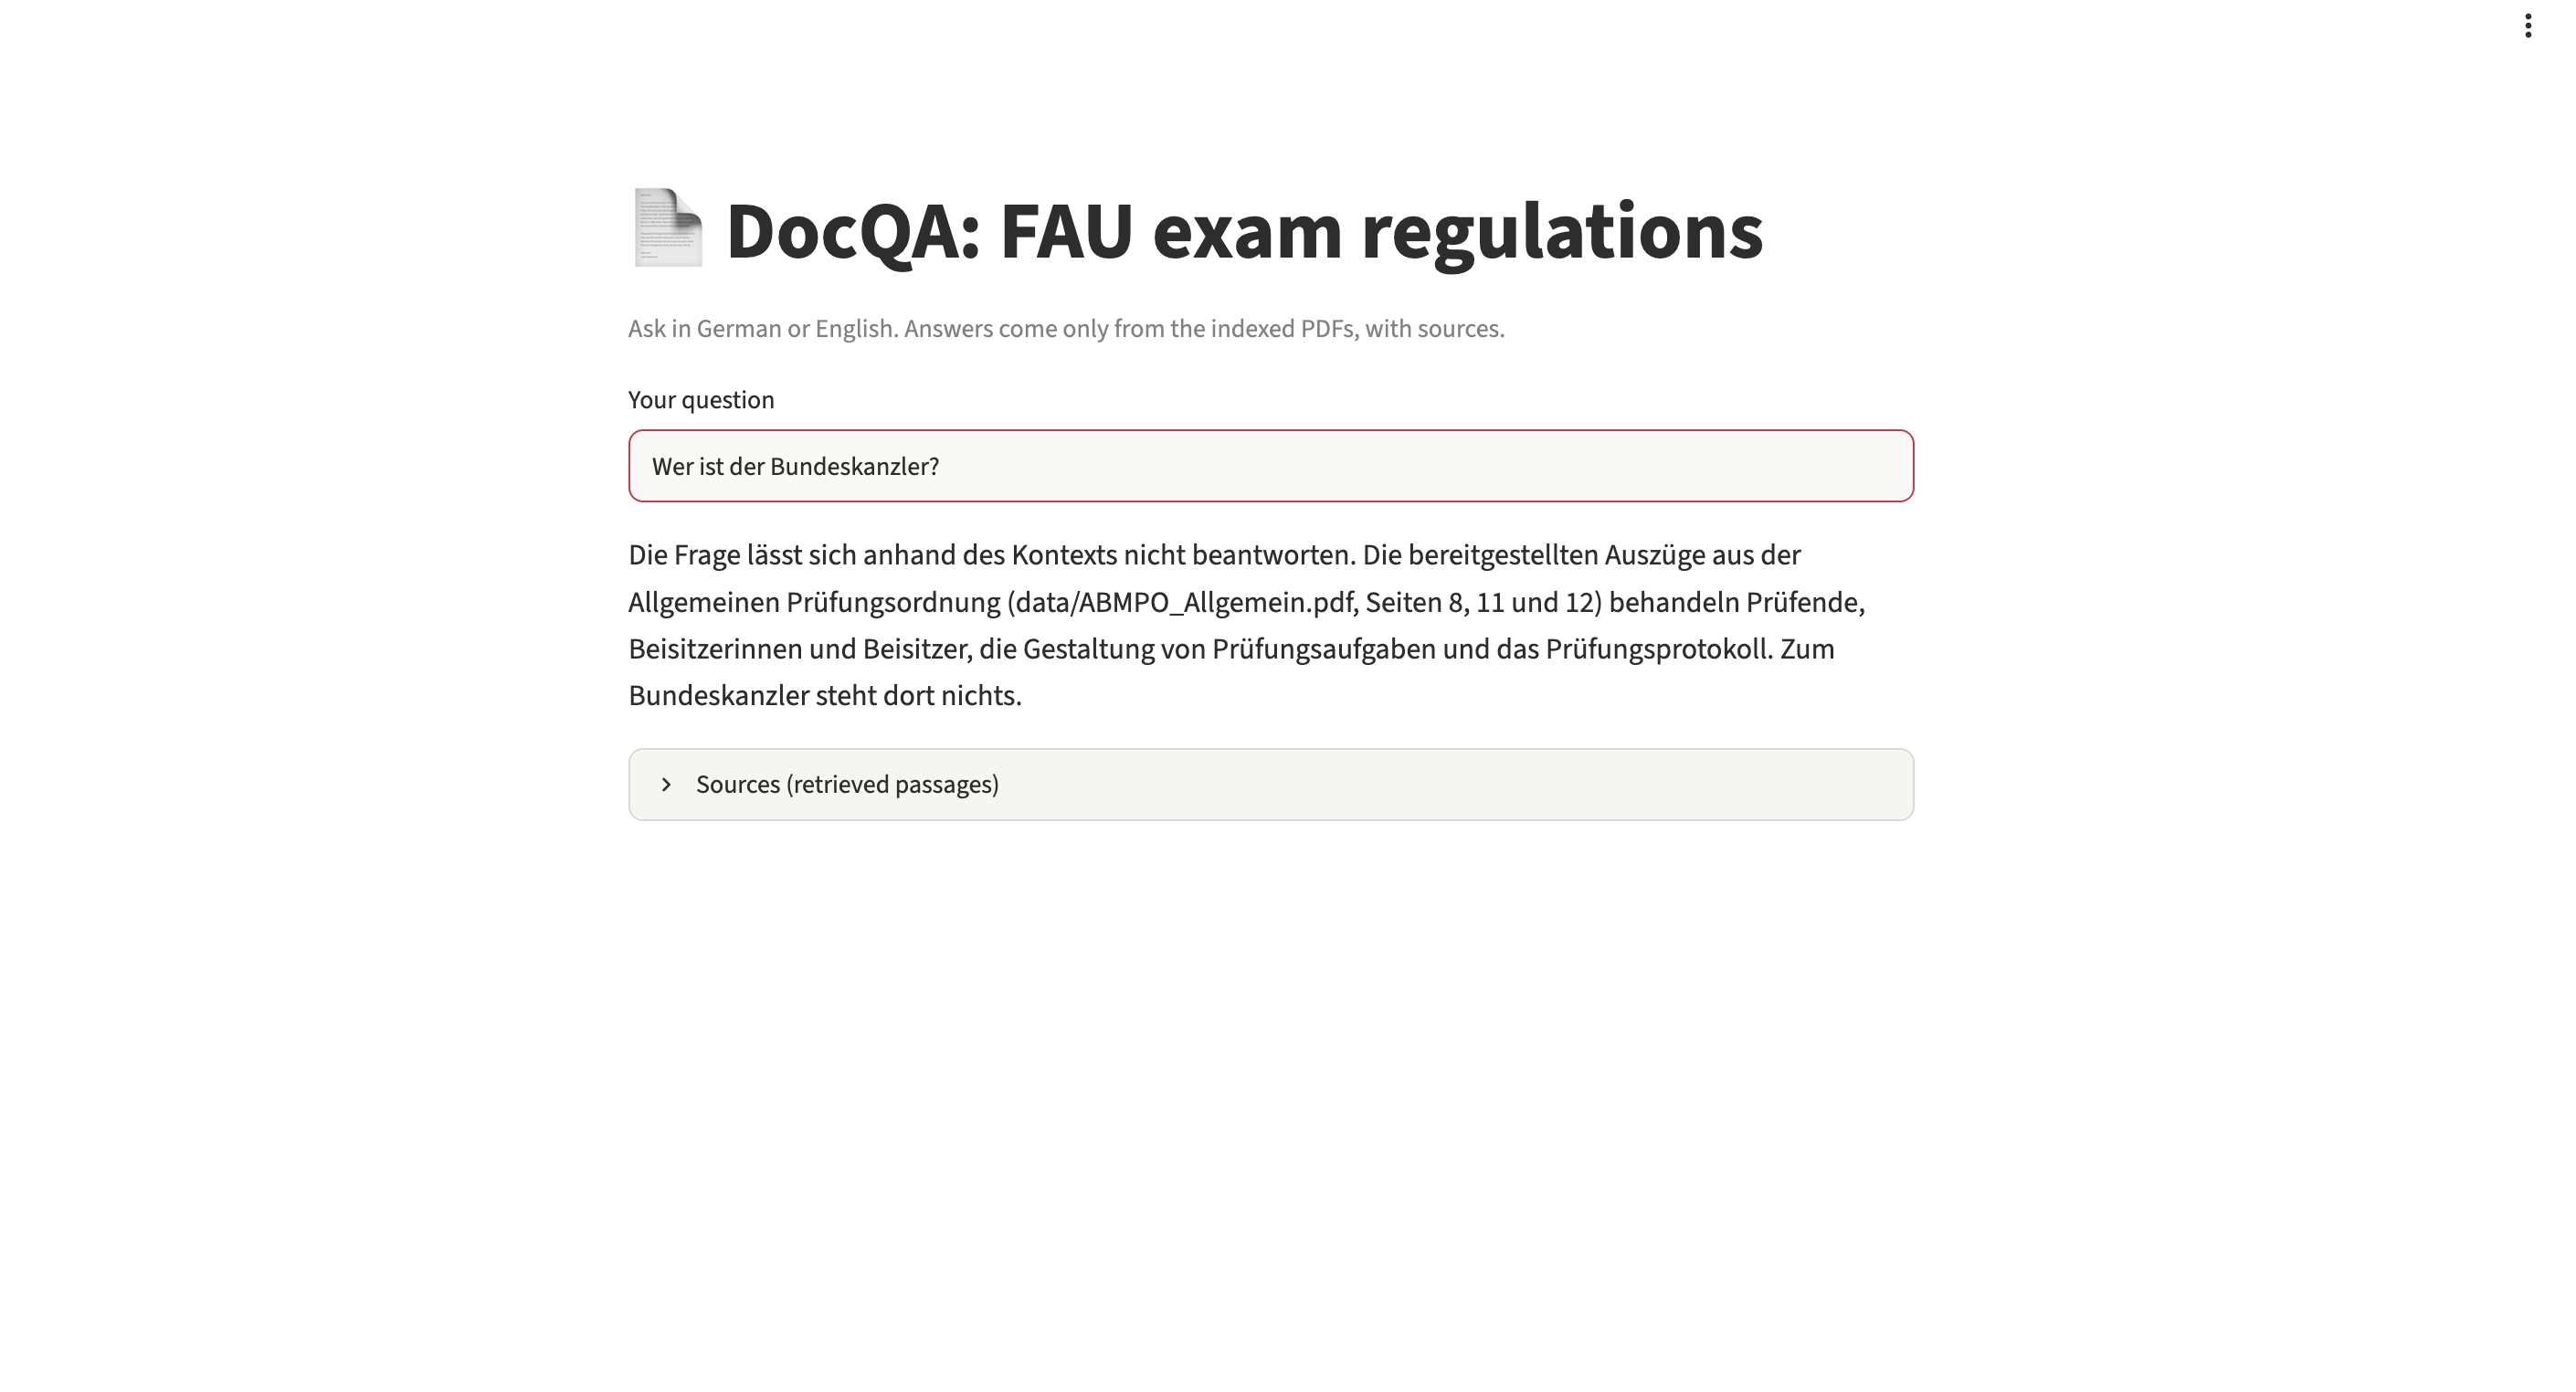 DocQA: FAU exam regulations
Ask in German or English. Answers come only from the indexed PDFs, with sources.
Your question
Wer ist der Bundeskanzler?
Die Frage lässt sich anhand des Kontexts nicht beantworten. Die bereitgestellten Auszüge aus der
Allgemeinen Prüfungsordnung (data/ABMPO_Allgemein.pdf, Seiten 8, 11 und 12) behandeln Prüfende,
Beisitzerinnen und Beisitzer, die Gestaltung von Prüfungsaufgaben und das Prüfungsprotokoll. Zum
Bundeskanzler steht dort nichts.
Sources (retrieved passages)